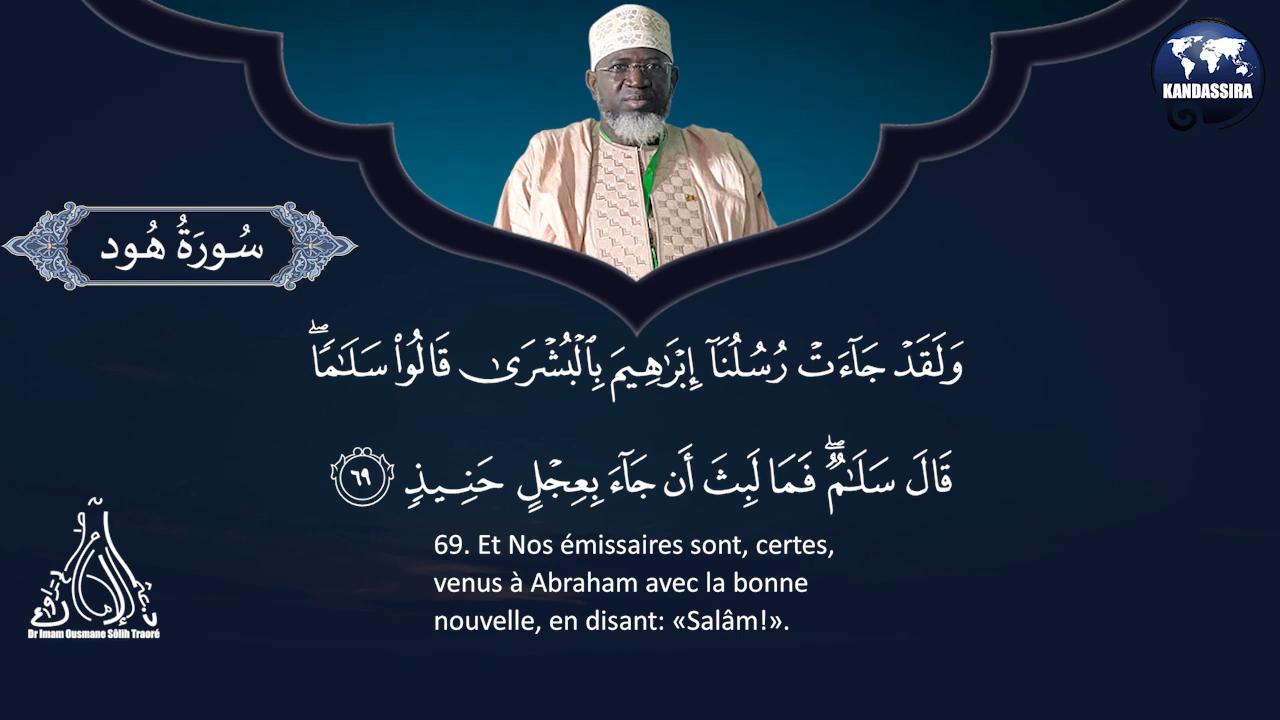 KANDASSIRA
سُورَةُ هُود
وَلَقَدْ جَآءَتْ رُسُلُنَآ إِبْرَٰهِيمَ بِٱلْبُشْرَىٰ قَالُوا۟ سَلَٰمًا ۖ
قَالَ سَلَٰمٌ ۖ فَمَا لَبِثَ أَن جَآءَ بِعِجْلٍ حَنِيذٍ ٦٩
69. Et Nos émissaires sont, certes,
venus à Abraham avec la bonne
nouvelle, en disant: «Salâm!».
Dr Imam Ousmane Sôlih Traoré